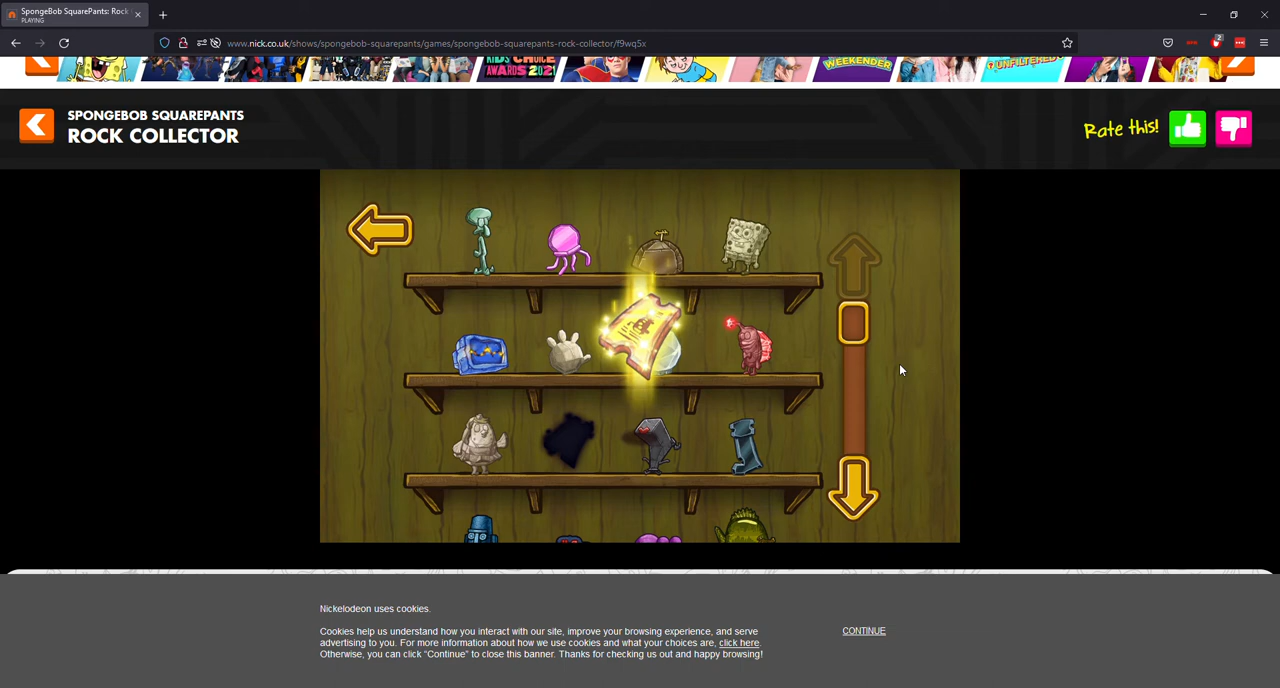 SpongeBob SquarePants: Rock
PLAYING
2
www.nick.co.uk/shows/spongebob-squarepants/games/spongebob-squarepants-rock-collector/f9wq5x
KIDS CHOICE
AWARDS 2021
WEEKENDER
UNFILTERED
SPONGEBOB SQUAREPANTS
ROCK COLLECTOR
Rate this!
Nickelodeon uses cookies.
Cookies help us understand how you interact with our site, improve your browsing experience, and serve
advertising to you. For more information about how we use cookies and what your choices are, click here.
Otherwise, you can click “Continue” to close this banner. Thanks for checking us out and happy browsing!
CONTINUE